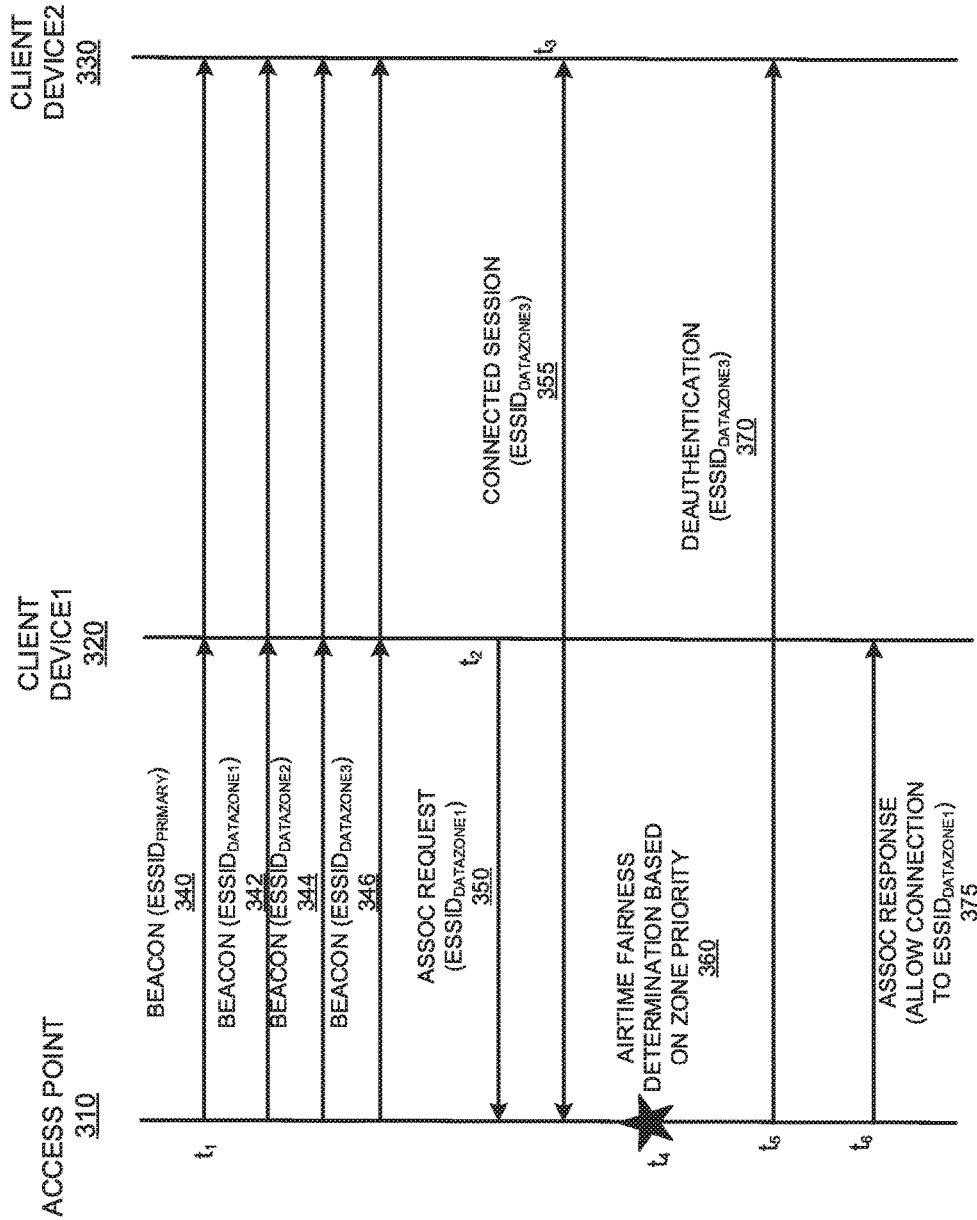 ACCESS POINT
310
CLIENT
DEVICE1
320
CLIENT
DEVICE2
330
t1
BEACON (ESSIDPRIMARY)
340
BEACON (ESSIDDATAZONE1)
342
BEACON (ESSIDDATAZONE2)
344
BEACON (ESSIDDATAZONE3)
346
t2
ASSOC REQUEST
(ESSIDDATAZONE1)
350
t3
CONNECTED SESSION
(ESSIDDATAZONE3)
355
t4
AIRTIME FAIRNESS
DETERMINATION BASED
ON ZONE PRIORITY
360
t5
DEAUTHENTICATION
(ESSIDDATAZONE3)
370
t6
ASSOC RESPONSE
(ALLOW CONNECTION
TO ESSIDDATAZONE1)
375